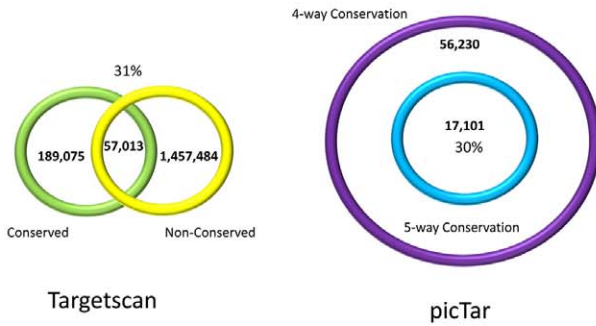 31%
189,075
57,013
1,457,484
Conserved
Non-Conserved
Targetscan
4-way Conservation
56,230
17,101
30%
5-way Conservation
picTar